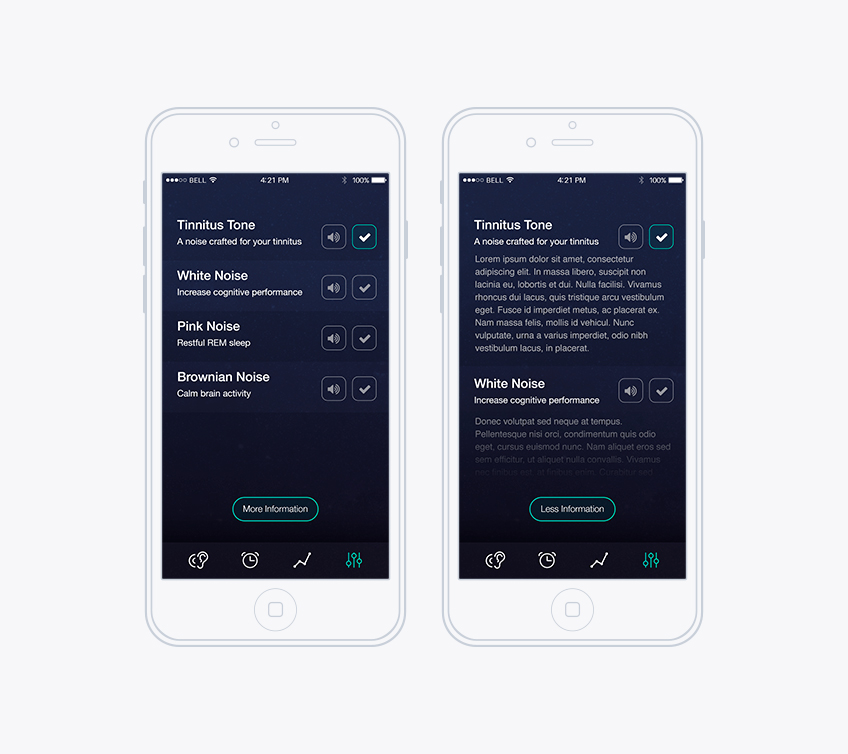 BELL 4:21 PM 100%
Tinnitus Tone
A noise crafted for your tinnitus
White Noise
Increase cognitive performance
Pink Noise
Restful REM sleep
Brownian Noise
Calm brain activity
More Information
BELL 4:21 PM 100%
Tinnitus Tone
A noise crafted for your tinnitus
Lorem ipsum dolor sit amet, consectetur
adipiscing elit. In massa libero, suscipit non
lacinia eu, lobortis et dui. Nulla facilisi. Vivamus
rhoncus dui lacus, quis tristique arcu vestibulum
eget. Fusce id imperdiet metus, ac placerat ex.
Nam massa felis, mollis id vehicul. Nunc
vulputate, urna a varius imperdiet, odio nibh
vestibulum lacus, in placerat.
White Noise
Increase cognitive performance
Donec volutpat sed neque at tempus.
Pellentesque nisi orci, condimentum quis odio
eget, cursus euismod nunc. Nam aliquet eros sed
sem efficitur, ut aliquet nulla convallis. Vivamus
nec finibus est, at finibus sem.
Less Information